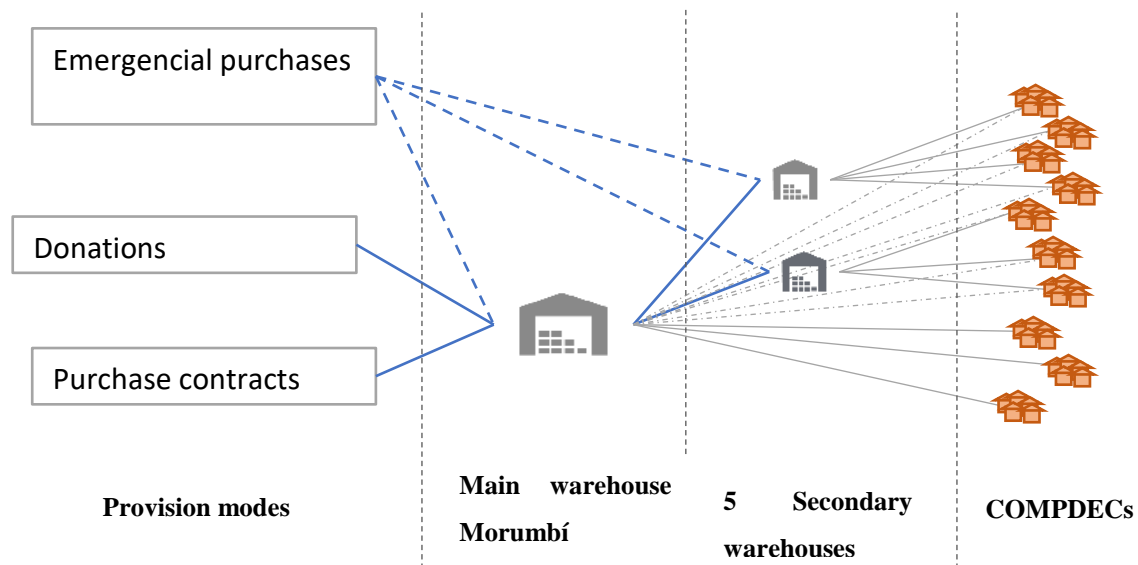 Emergencial purchases
Donations
Purchase contracts
Provision modes
Main warehouse
Morumbí
5 Secondary
warehouses
COMPDECs